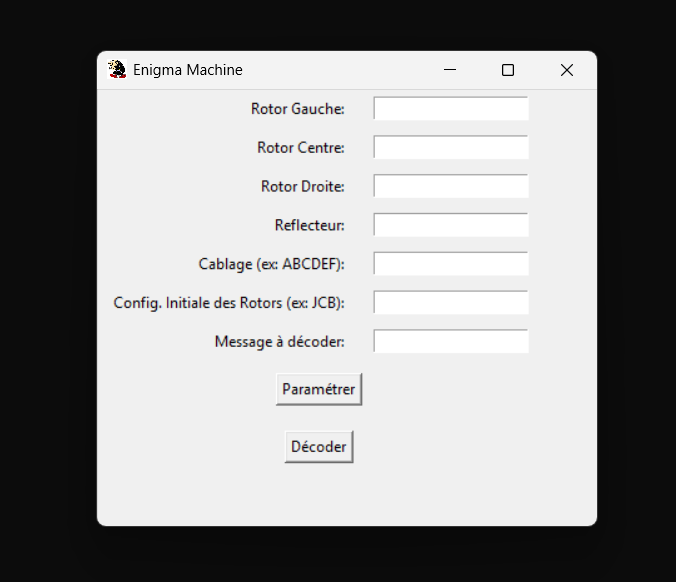 Enigma Machine
Rotor Gauche:
Rotor Centre:
Rotor Droite:
Reflecteur:
Cablage (ex: ABCDEF):
Config. Initiale des Rotors (ex: JCB):
Message à décoder:
Paramétrer
Décoder